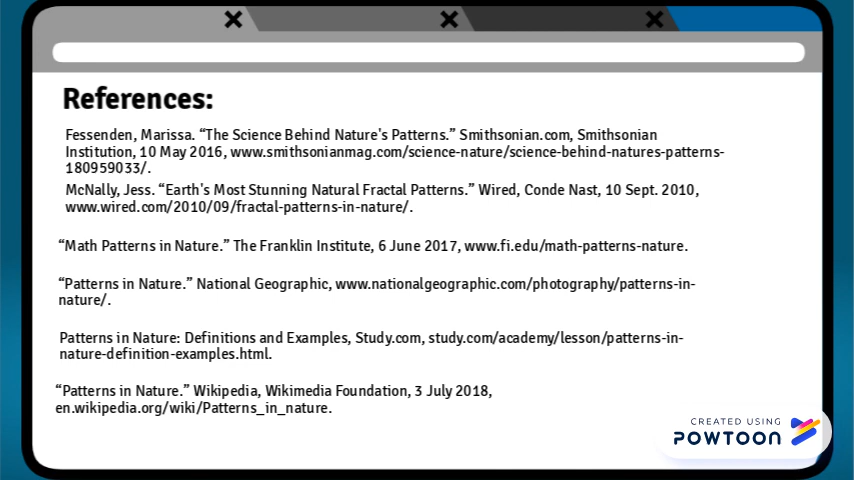 References:
Fessenden, Marissa. “The Science Behind Nature's Patterns.” Smithsonian.com, Smithsonian
Institution, 10 May 2016, www.smithsonianmag.com/science-nature/science-behind-natures-patterns-
180959033/.
McNally, Jess. “Earth's Most Stunning Natural Fractal Patterns.” Wired, Conde Nast, 10 Sept. 2010,
www.wired.com/2010/09/fractal-patterns-in-nature/.
“Math Patterns in Nature.” The Franklin Institute, 6 June 2017, www.fi.edu/math-patterns-nature.
“Patterns in Nature.” National Geographic, www.nationalgeographic.com/photography/patterns-in-
nature/.
Patterns in Nature: Definitions and Examples, Study.com, study.com/academy/lesson/patterns-in-
nature-definition-examples.html.
“Patterns in Nature.” Wikipedia, Wikimedia Foundation, 3 July 2018,
en.wikipedia.org/wiki/Patterns_in_nature.
CREATED USING
POWTOON